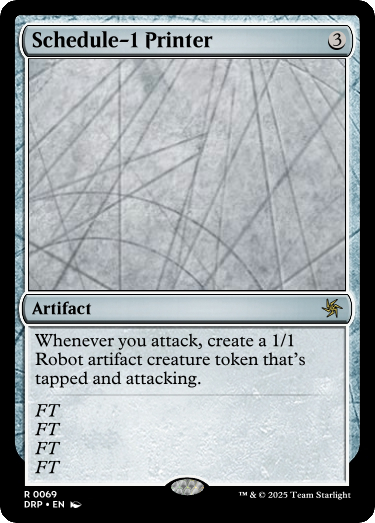 Schedule-1 Printer 3
Artifact
Whenever you attack, create a 1/1
Robot artifact creature token that's
tapped and attacking.
FT
FT
FT
FT
R 0069
DRP • EN
™ & © 2025 Team Starlight